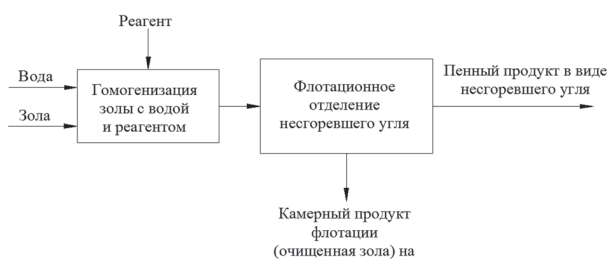 Реагент
Вода
Зола
Гомогенизация
золы с водой
и реагентом
Флотационное
отделение
несгоревшего угля
Пенный продукт в виде
несгоревшего угля
Камерный продукт
флотации
(очищенная зола) на